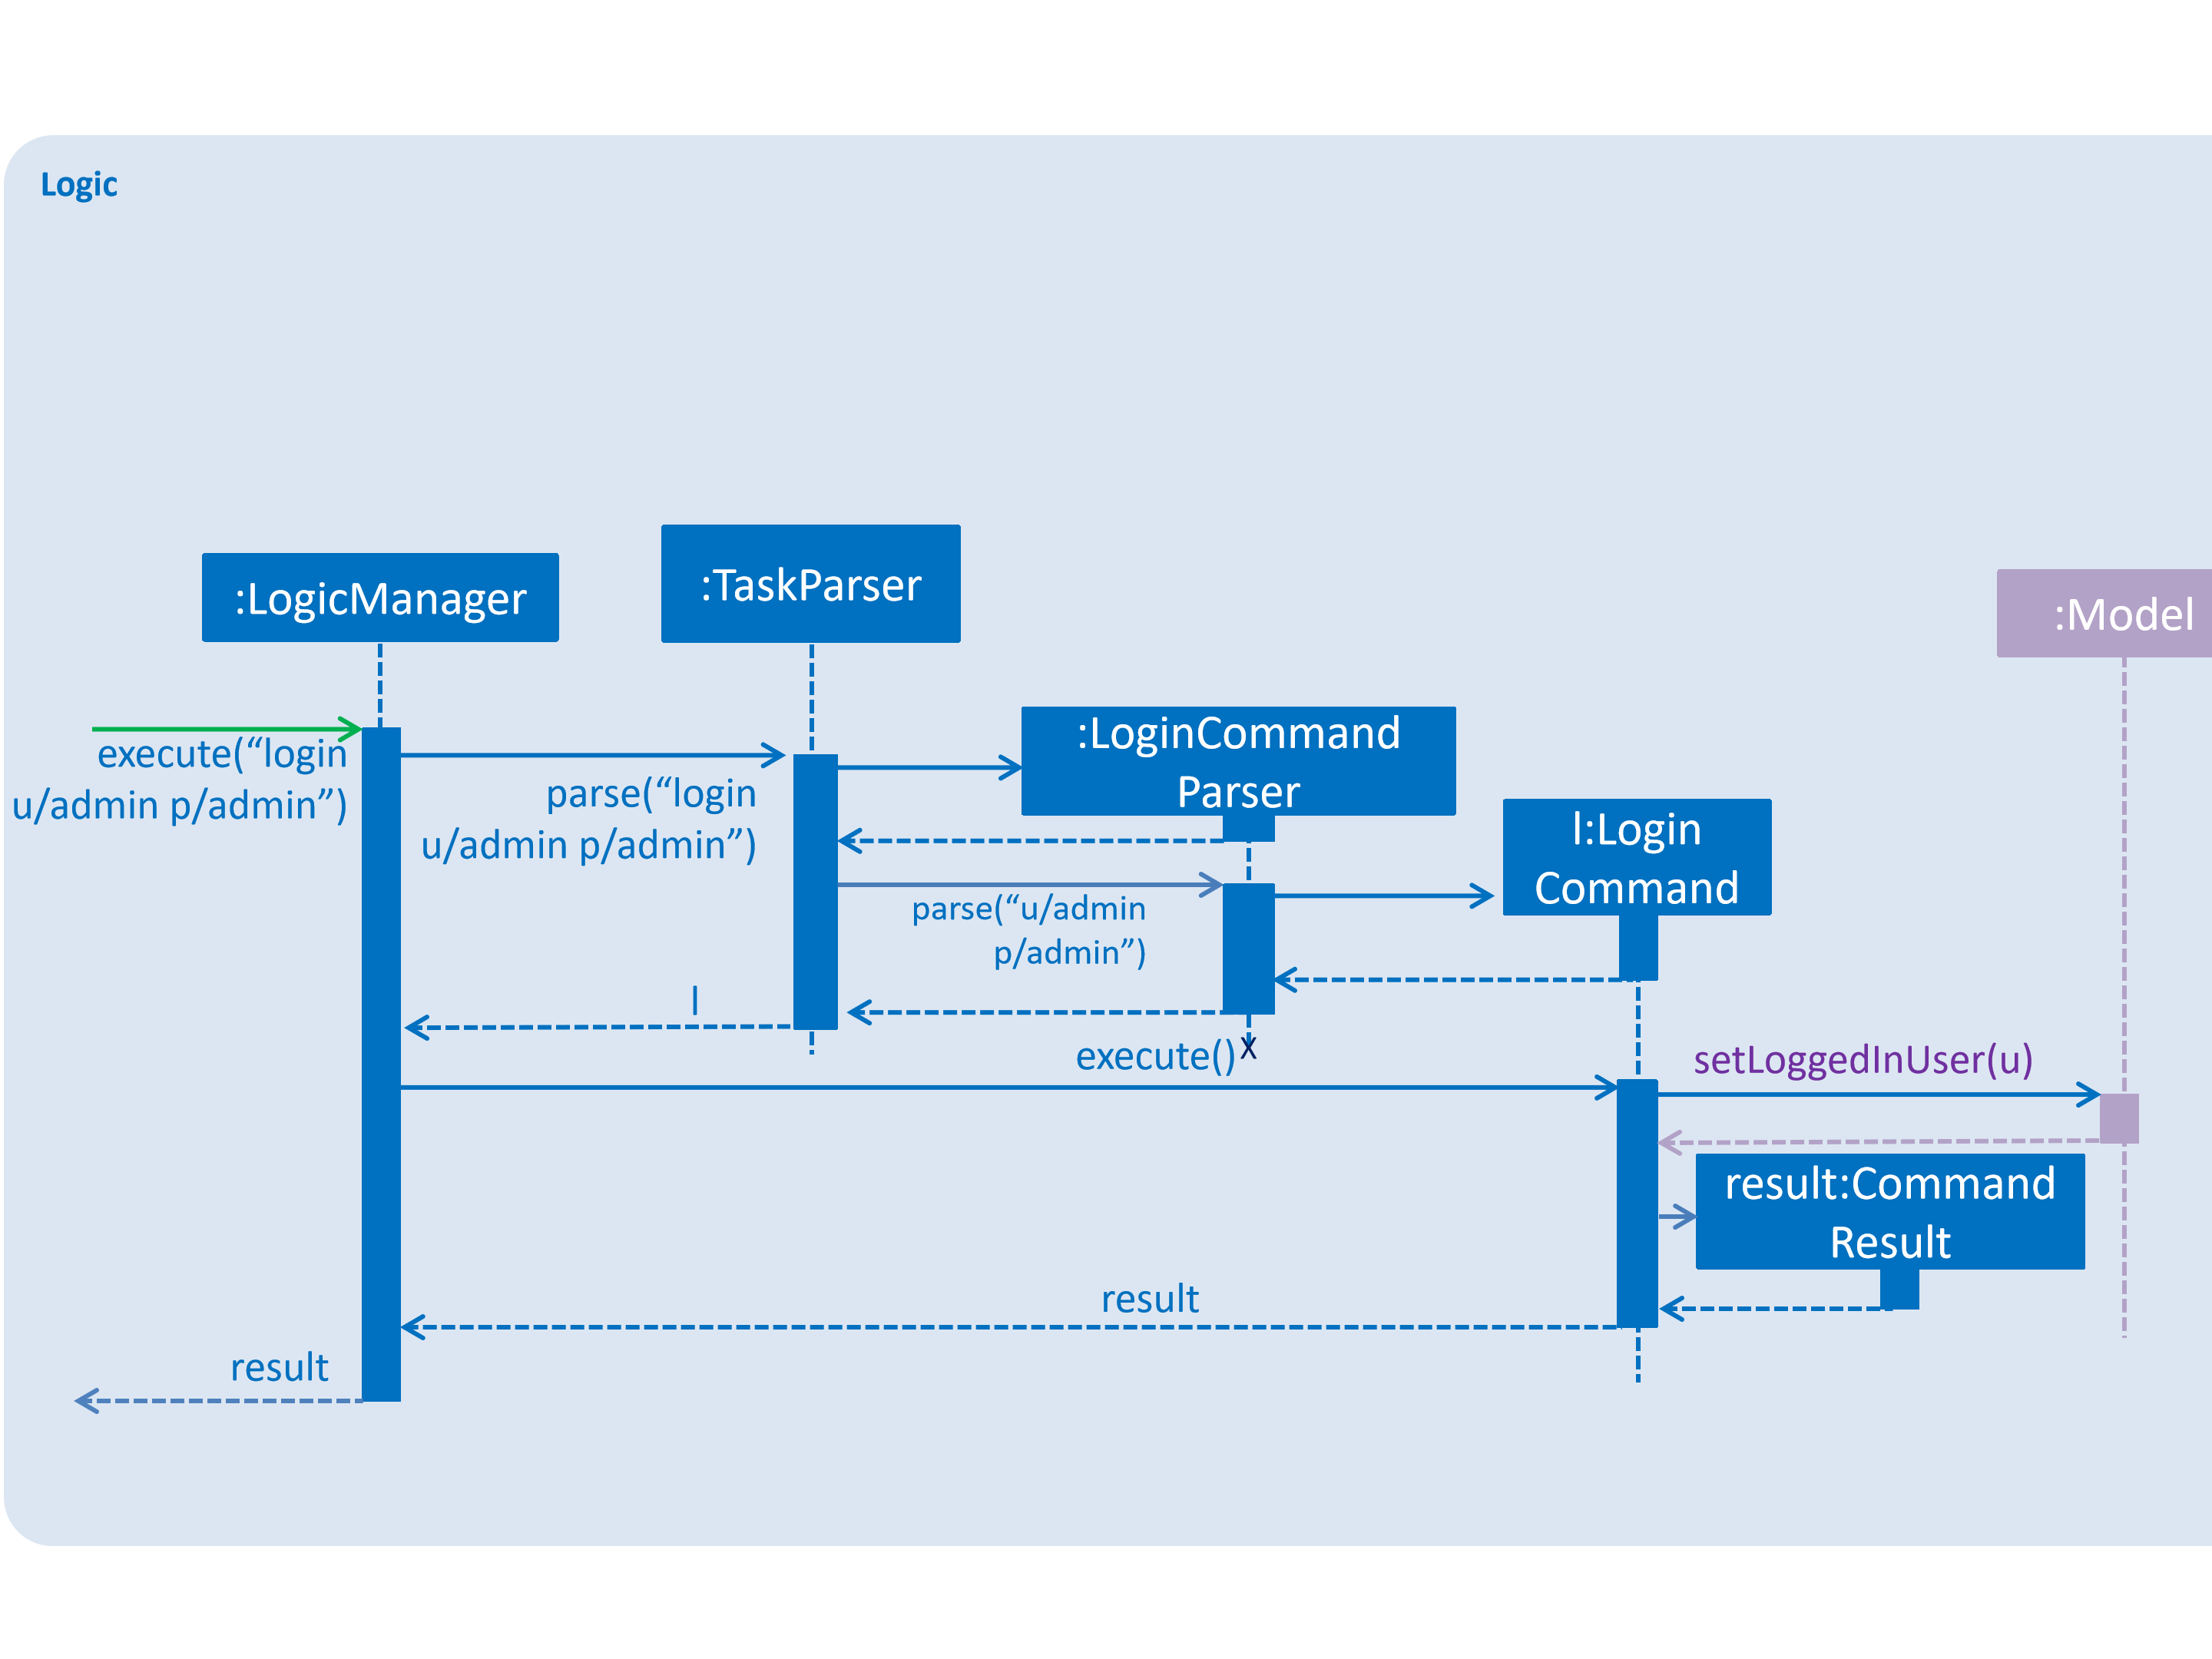 Logic
:LogicManager
:TaskParser
:Model
:LoginCommand
Parser
l:Login
Command
execute(“login
u/admin p/admin”)
parse(“login
u/admin p/admin”)
parse(“u/admin
p/admin”)
l
execute()
X
setLoggedInUser(u)
result:Command
Result
result
result